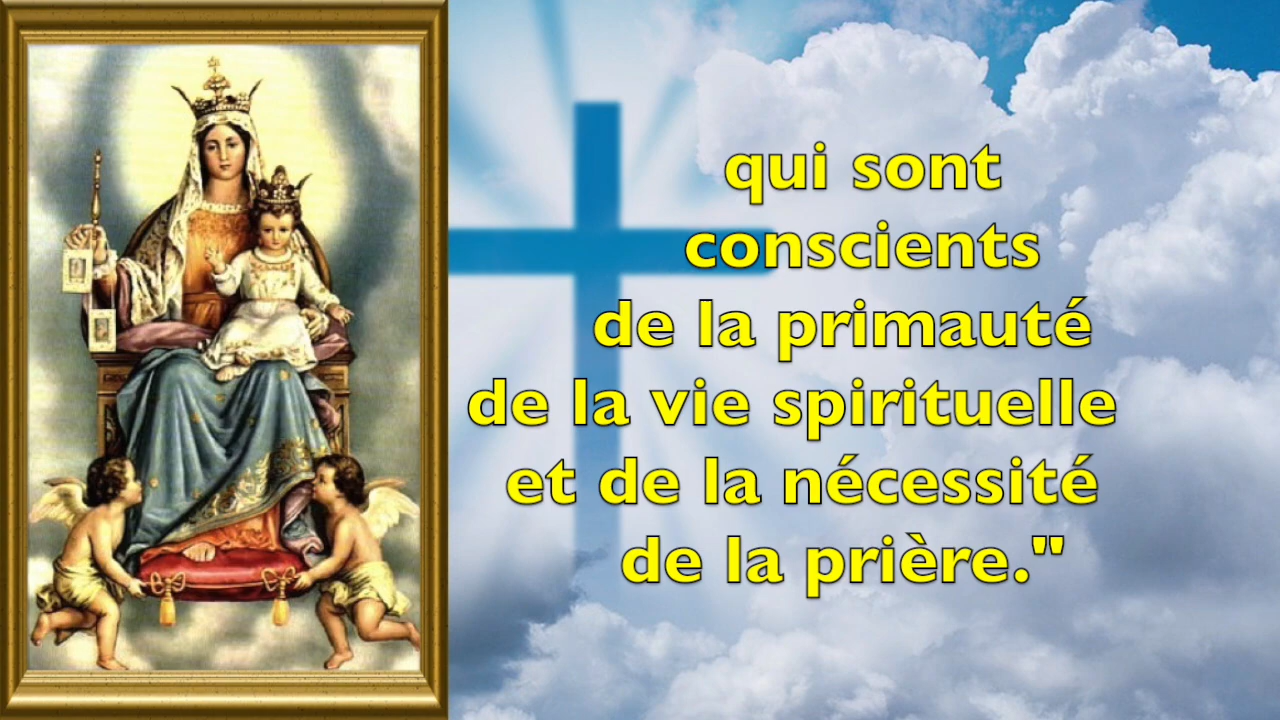 qui sont
conscients
de la primauté
de la vie spirituelle
et de la nécessité
de la prière."